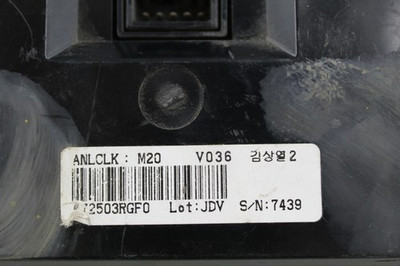 ANLCLK : M20 V036 김상열2
Lot:JDV S/N:7439